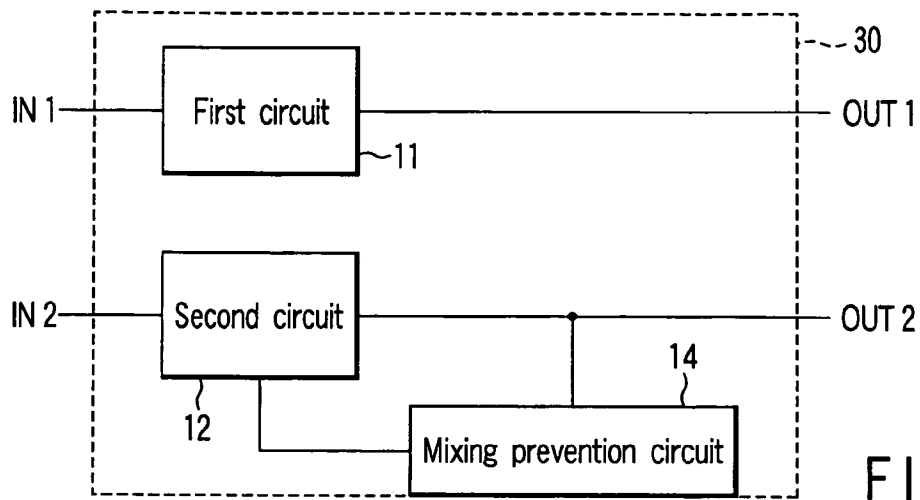 30
IN 1
First circuit
OUT 1
11
IN 2
Second circuit
OUT 2
12
14
Mixing prevention circuit
FI